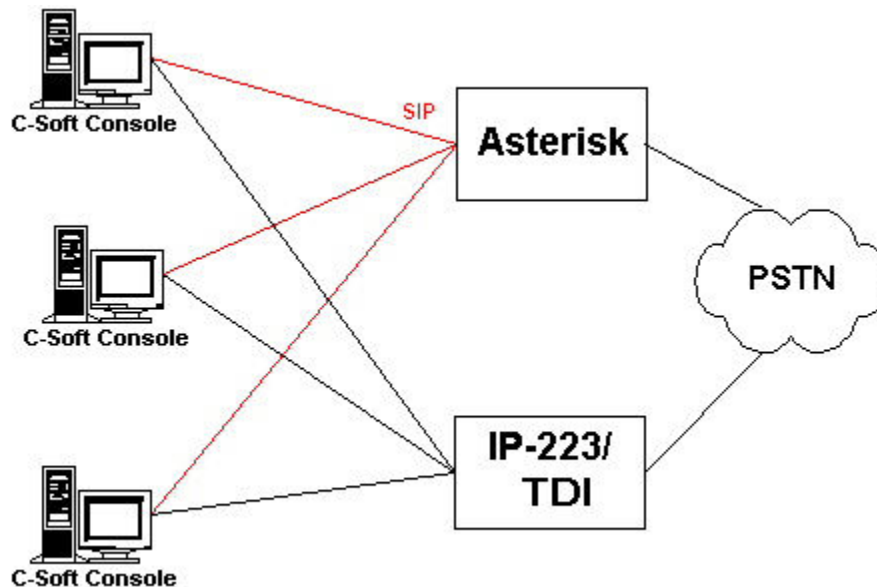 C-Soft Console
SIP
Asterisk
C-Soft Console
PSTN
IP-223/
TDI
C-Soft Console